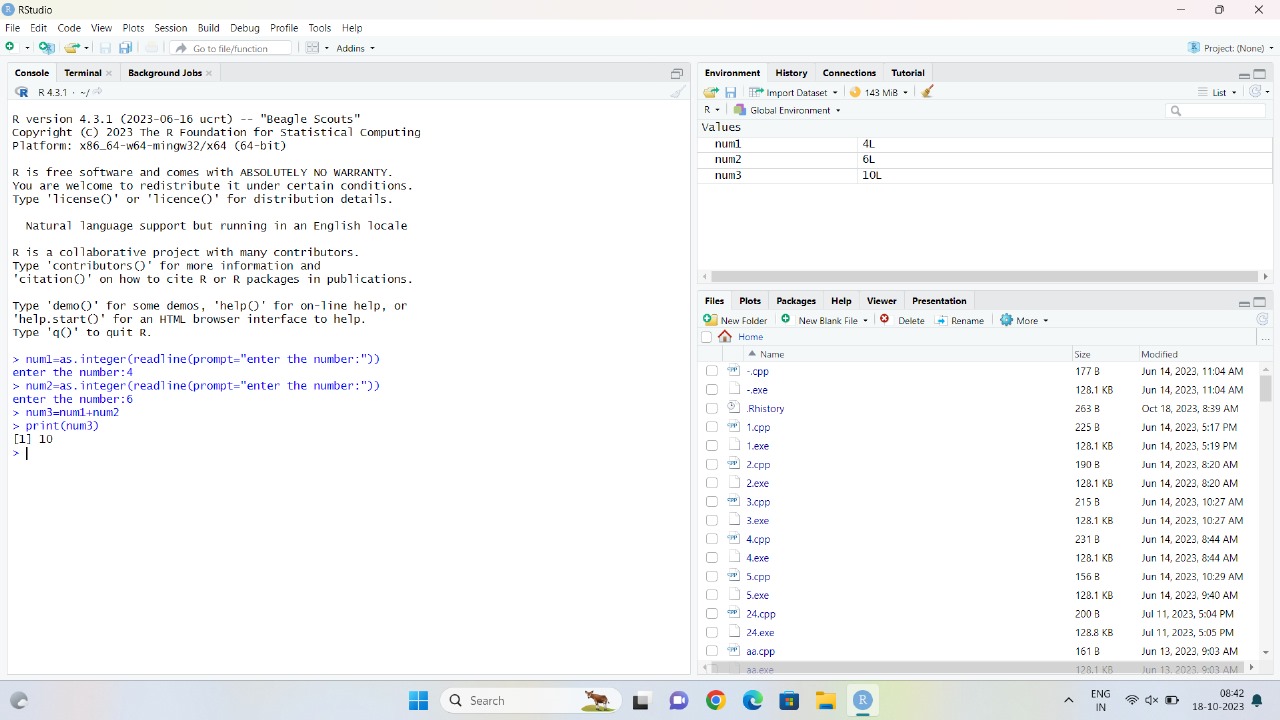 RStudio
File Edit Code View Plots Session Build Debug Profile Tools Help
Go to file/function Addins Project: (None)
Console Terminal Background Jobs
R 4.3.1 · ~/
R version 4.3.1 (2023-06-16 ucrt) -- "Beagle Scouts"
Copyright (C) 2023 The R Foundation for Statistical Computing
Platform: x86_64-w64-mingw32/x64 (64-bit)
R is free software and comes with ABSOLUTELY NO WARRANTY.
You are welcome to redistribute it under certain conditions.
Type 'license()' or 'licence()' for distribution details.
Natural language support but running in an English locale
R is a collaborative project with many contributors.
Type 'contributors()' for more information and
'citation()' on how to cite R or R packages in publications.
Type 'demo()' for some demos, 'help()' for on-line help, or
'help.start()' for an HTML browser interface to help.
Type 'q()' to quit R.
> num1=as.integer(readline(prompt="enter the number:"))
enter the number:4
> num2=as.integer(readline(prompt="enter the number:"))
enter the number:6
> num3=num1+num2
> print(num3)
[1] 10
>
Environment History Connections Tutorial
Import Dataset 143 MiB List
R Global Environment
Values
num1 4L
num2 6L
num3 10L
Files Plots Packages Help Viewer Presentation
New Folder New Blank File Delete Rename More
Home ...
Name Size Modified
-.cpp 177 B Jun 14, 2023, 11:04 AM
-.exe 128.1 KB Jun 14, 2023, 11:04 AM
.Rhistory 263 B Oct 18, 2023, 8:39 AM
1.cpp 225 B Jun 14, 2023, 5:17 PM
1.exe 128.1 KB Jun 14, 2023, 5:19 PM
2.cpp 190 B Jun 14, 2023, 8:20 AM
2.exe 128.1 KB Jun 14, 2023, 8:20 AM
3.cpp 215 B Jun 14, 2023, 10:27 AM
3.exe 128.1 KB Jun 14, 2023, 10:27 AM
4.cpp 231 B Jun 14, 2023, 8:44 AM
4.exe 128.1 KB Jun 14, 2023, 8:44 AM
5.cpp 156 B Jun 14, 2023, 10:29 AM
5.exe 128.1 KB Jun 14, 2023, 9:40 AM
24.cpp 200 B Jul 11, 2023, 5:04 PM
24.exe 128.8 KB Jul 11, 2023, 5:05 PM
aa.cpp 161 B Jun 13, 2023, 9:03 AM
aa.exe 128.1 KB Jun 13, 2023, 9:03 AM
Search
ENG
IN
08:42
18-10-2023